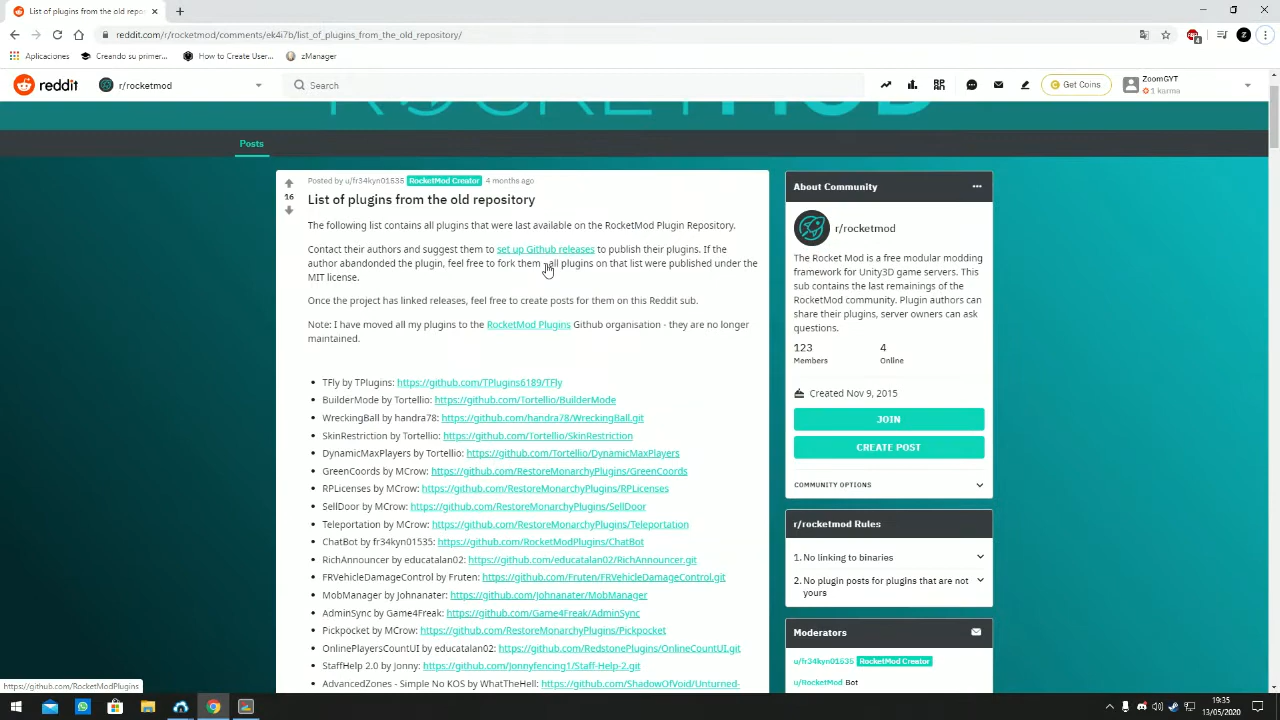 List of plugins from the old repo
reddit.com/r/rocketmod/comments/ek4i7b/list_of_plugins_from_the_old_repository/
Aplicaciones
Creando su primer...
How to Create User...
zManager
reddit
r/rocketmod
Search
Get Coins
ZoomGYT
1 karma
ROCKETMOD
Posts
Posted by u/fr34kyn01535 RocketMod Creator 4 months ago
16
List of plugins from the old repository
The following list contains all plugins that were last available on the RocketMod Plugin Repository.
Contact their authors and suggest them to set up Github releases to publish their plugins. If the
author abandonded the plugin, feel free to fork them - all plugins on that list were published under the
MIT license.
Once the project has linked releases, feel free to create posts for them on this Reddit sub.
Note: I have moved all my plugins to the RocketMod Plugins Github organisation - they are no longer
maintained.
• TFly by TPlugins: https://github.com/TPlugins6189/TFly
• BuilderMode by Tortellio: https://github.com/Tortellio/BuilderMode
• WreckingBall by handra78: https://github.com/handra78/WreckingBall.git
• SkinRestriction by Tortellio: https://github.com/Tortellio/SkinRestriction
• DynamicMaxPlayers by Tortellio: https://github.com/Tortellio/DynamicMaxPlayers
• GreenCoords by MCrow: https://github.com/RestoreMonarchyPlugins/GreenCoords
• RPLicenses by MCrow: https://github.com/RestoreMonarchyPlugins/RPLicenses
• SellDoor by MCrow: https://github.com/RestoreMonarchyPlugins/SellDoor
• Teleportation by MCrow: https://github.com/RestoreMonarchyPlugins/Teleportation
• ChatBot by fr34kyn01535: https://github.com/RocketModPlugins/ChatBot
• RichAnnouncer by educatalan02: https://github.com/educatalan02/RichAnnouncer.git
• FRVehicleDamageControl by Fruten: https://github.com/Fruten/FRVehicleDamageControl.git
• MobManager by Johnanater: https://github.com/Johnanater/MobManager
• AdminSync by Game4Freak: https://github.com/Game4Freak/AdminSync
• Pickpocket by MCrow: https://github.com/RestoreMonarchyPlugins/Pickpocket
• OnlinePlayersCountUI by educatalan02: https://github.com/RedstonePlugins/OnlineCountUI.git
• StaffHelp 2.0 by Jonny: https://github.com/Jonnyfencing1/Staff-Help-2.git
• AdvancedZones - Simple No KOS by WhatTheHell: https://github.com/ShadowOfVoid/Unturned-
About Community
r/rocketmod
The Rocket Mod is a free modular modding
framework for Unity3D game servers. This
sub contains the last remainings of the
RocketMod community. Plugin authors can
share their plugins, server owners can ask
questions.
123 4
Members Online
Created Nov 9, 2015
JOIN
CREATE POST
COMMUNITY OPTIONS
r/rocketmod Rules
1. No linking to binaries
2. No plugin posts for plugins that are not
yours
Moderators
u/fr34kyn01535 RocketMod Creator
u/RocketMod Bot
https://github.com/RocketModPlugins
19:35
13/05/2020